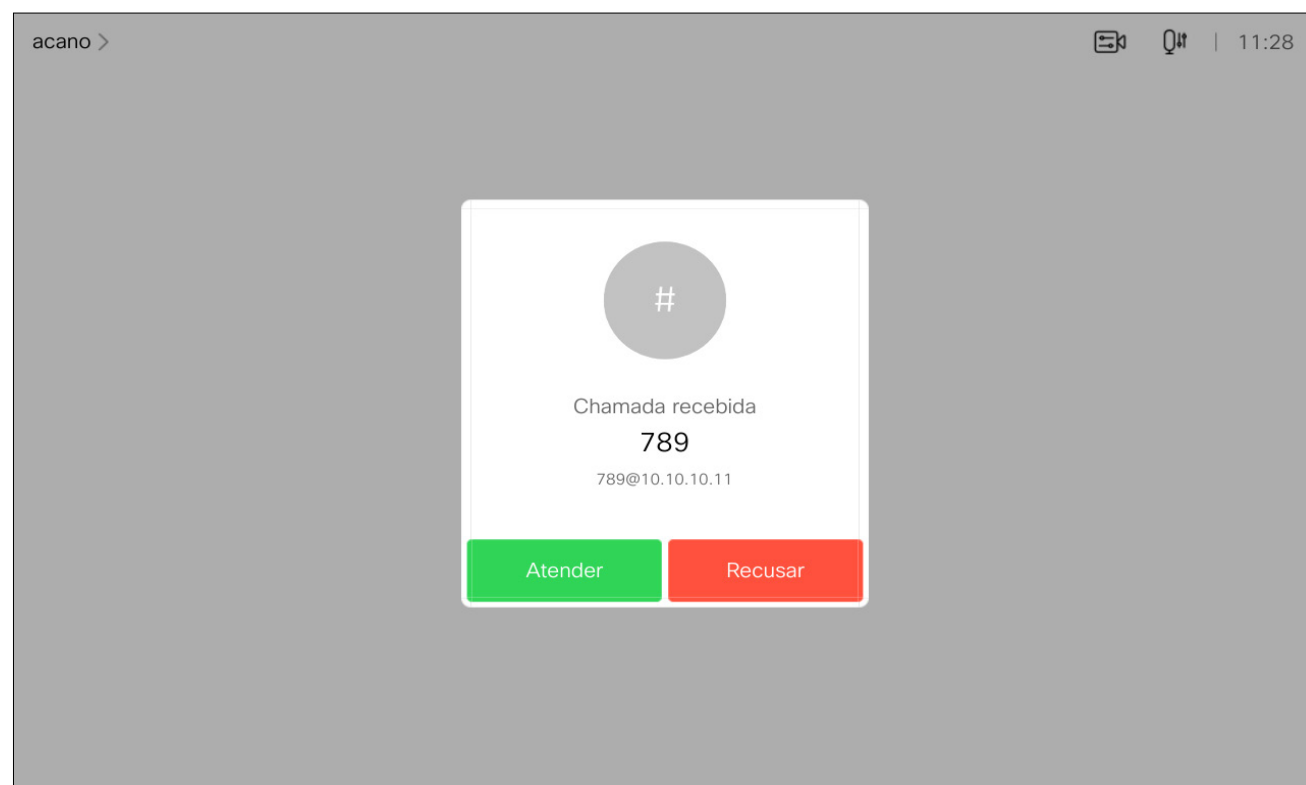 acano >
11:28
#
Chamada recebida
789
789@10.10.10.11
Atender Recusar